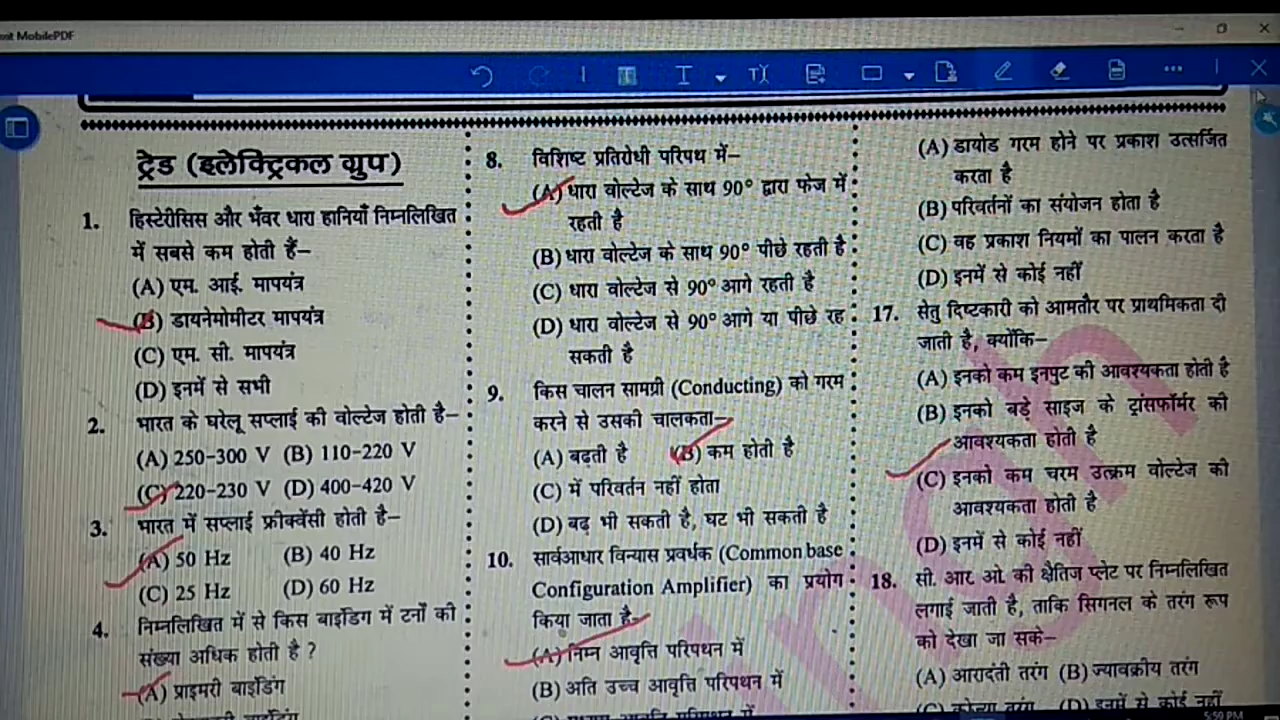 MobilePDF
ट्रेड (इलेक्ट्रिकल ग्रुप)
1. हिस्टेरीसिस और भँवर धारा हानियाँ निम्नलिखित
में सबसे कम होती हैं–
(A) एम. आई. मापयंत्र
(B) डायनेमोमीटर मापयंत्र
(C) एम. सी. मापयंत्र
(D) इनमें से सभी
2. भारत के घरेलू सप्लाई की वोल्टेज होती है–
(A) 250-300 V (B) 110-220 V
(C) 220-230 V (D) 400-420 V
3. भारत में सप्लाई फ्रीक्वेंसी होती है–
(A) 50 Hz (B) 40 Hz
(C) 25 Hz (D) 60 Hz
4. निम्नलिखित में से किस बाइंडिग में टर्नों की
संख्या अधिक होती है ?
(A) प्राइमरी बाईंडिंग
8. विशिष्ट प्रतिरोधी परिपथ में–
(A) धारा वोल्टेज के साथ 90° द्वारा फेज में
रहती है
(B) धारा वोल्टेज के साथ 90° पीछे रहती है
(C) धारा वोल्टेज से 90° आगे रहती है
(D) धारा वोल्टेज से 90° आगे या पीछे रह
सकती है
9. किस चालन सामग्री (Conducting) को गरम
करने से उसकी चालकता–
(A) बढ़ती है (B) कम होती है
(C) में परिवर्तन नहीं होता
(D) बढ़ भी सकती है, घट भी सकती है
10. सार्वआधार विन्यास प्रवर्धक (Common base
Configuration Amplifier) का प्रयोग
किया जाता है–
(A) निम्न आवृत्ति परिपथन में
(B) अति उच्च आवृत्ति परिपथन में
(A) डायोड गरम होने पर प्रकाश उत्सर्जित
करता है
(B) परिवर्तनों का संयोजन होता है
(C) वह प्रकाश नियमों का पालन करता है
(D) इनमें से कोई नहीं
17. सेतु दिष्टकारी को आमतौर पर प्राथमिकता दी
जाती है, क्योंकि–
(A) इनको कम इनपुट की आवश्यकता होती है
(B) इनको बड़े साइज के ट्रांसफॉर्मर की
आवश्यकता होती है
(C) इनको कम चरम उत्क्रम वोल्टेज की
आवश्यकता होती है
(D) इनमें से कोई नहीं
18. सी. आर. ओ. की क्षैतिज प्लेट पर निम्नलिखित
लगाई जाती है, ताकि सिगनल के तरंग रूप
को देखा जा सके–
(A) आरादंती तरंग (B) ज्यावक्रीय तरंग
(D) इनमें से कोई नहीं
5:59 PM